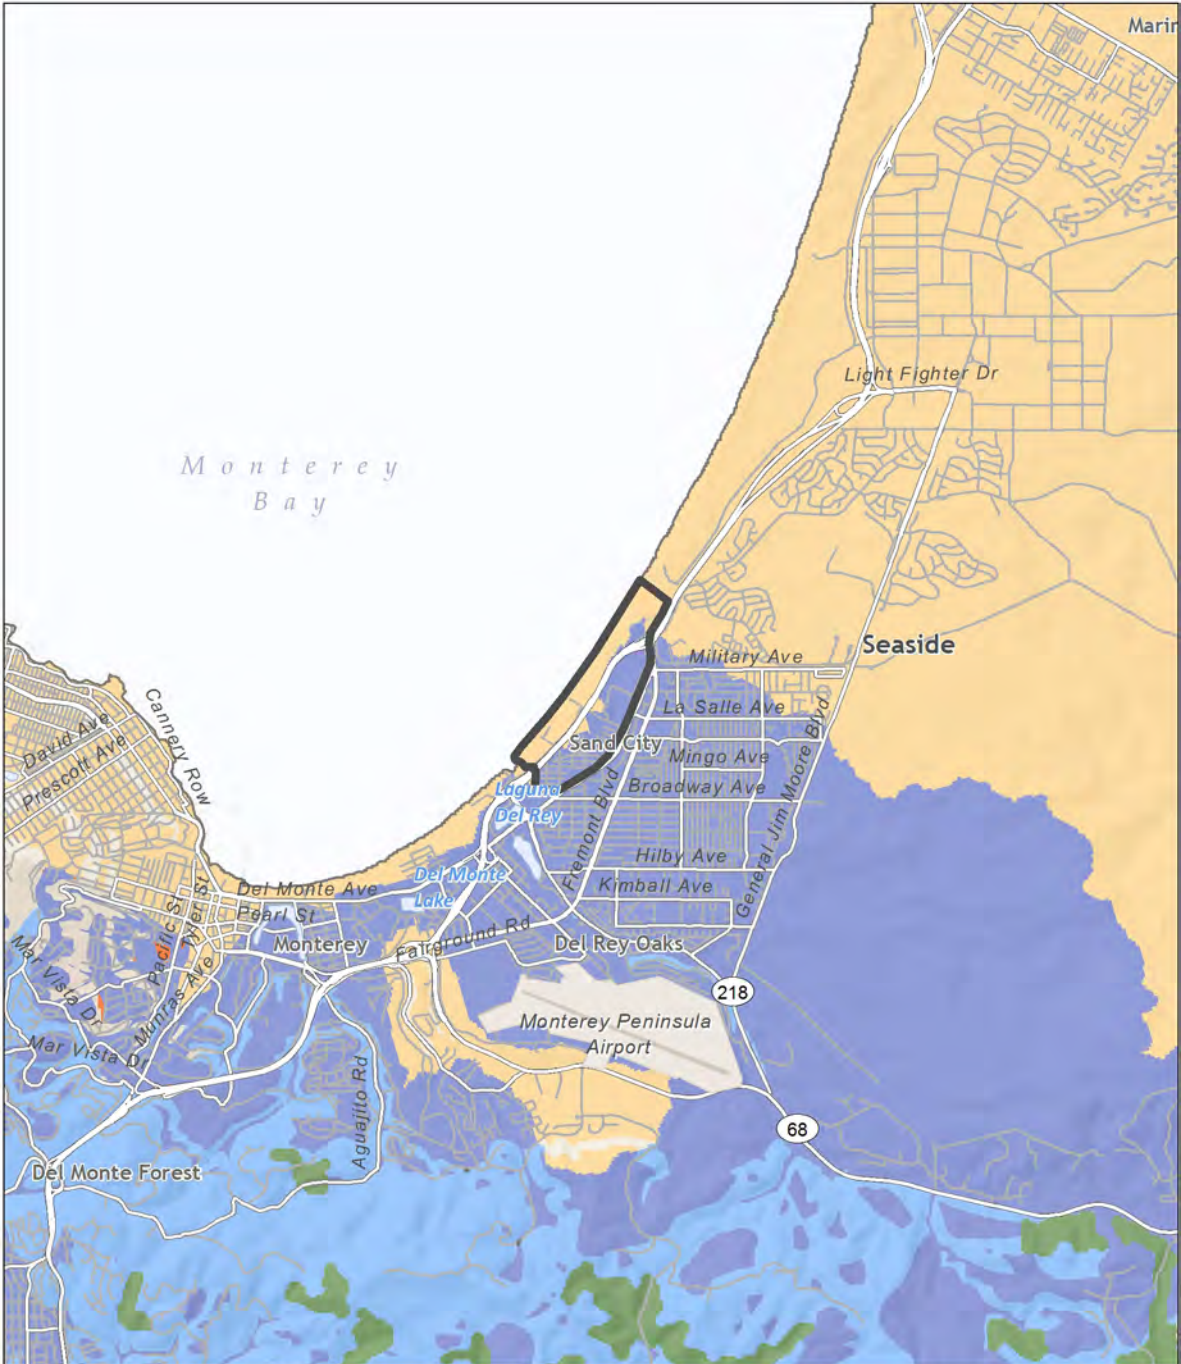 Marin
Light Fighter Dr
Monterey
Bay
Seaside
Military Ave
La Salle Ave
Sand City
Mingo Ave
Broadway Ave
Cannery Row
David Ave
Prescott Ave
Laguna
Del Rey
Fremont Blvd
General Jim Moore Blvd
Hilby Ave
Kimball Ave
Del Monte
Lake
Del Monte Ave
Pearl St
Pacific St
Tyler St
Monterey
Fairground Rd
Del Rey Oaks
Mar Vista Dr
Munras Ave
218
Monterey Peninsula
Airport
Mar Vista Dr
Aguajito Rd
68
Del Monte Forest